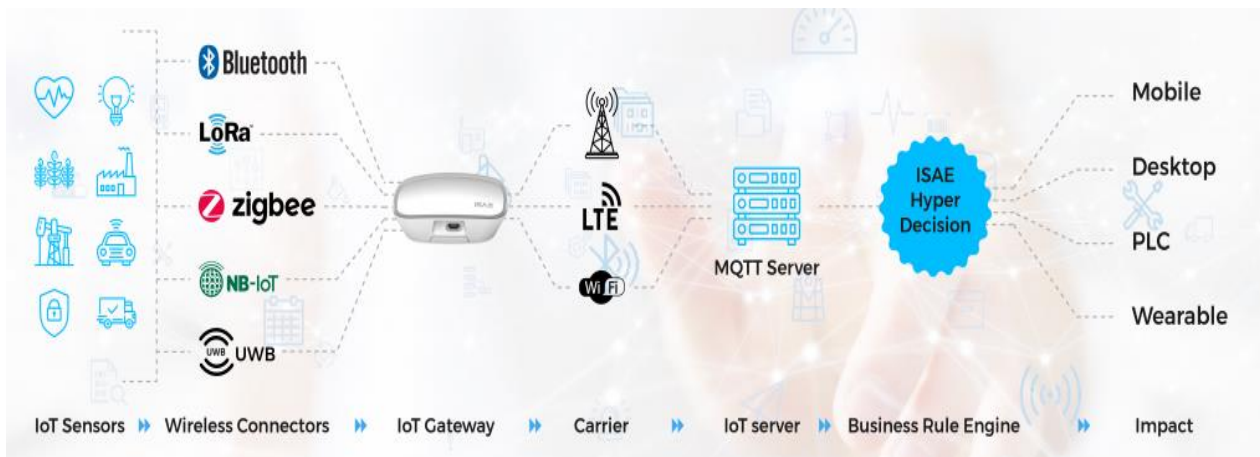 Bluetooth
LoRa
zigbee
NB-IoT
UWB
UWB
LTE
Wi Fi
MQTT Server
ISAE
Hyper
Decision
Mobile
Desktop
PLC
Wearable
IoT Sensors
Wireless Connectors
IoT Gateway
Carrier
IoT server
Business Rule Engine
Impact